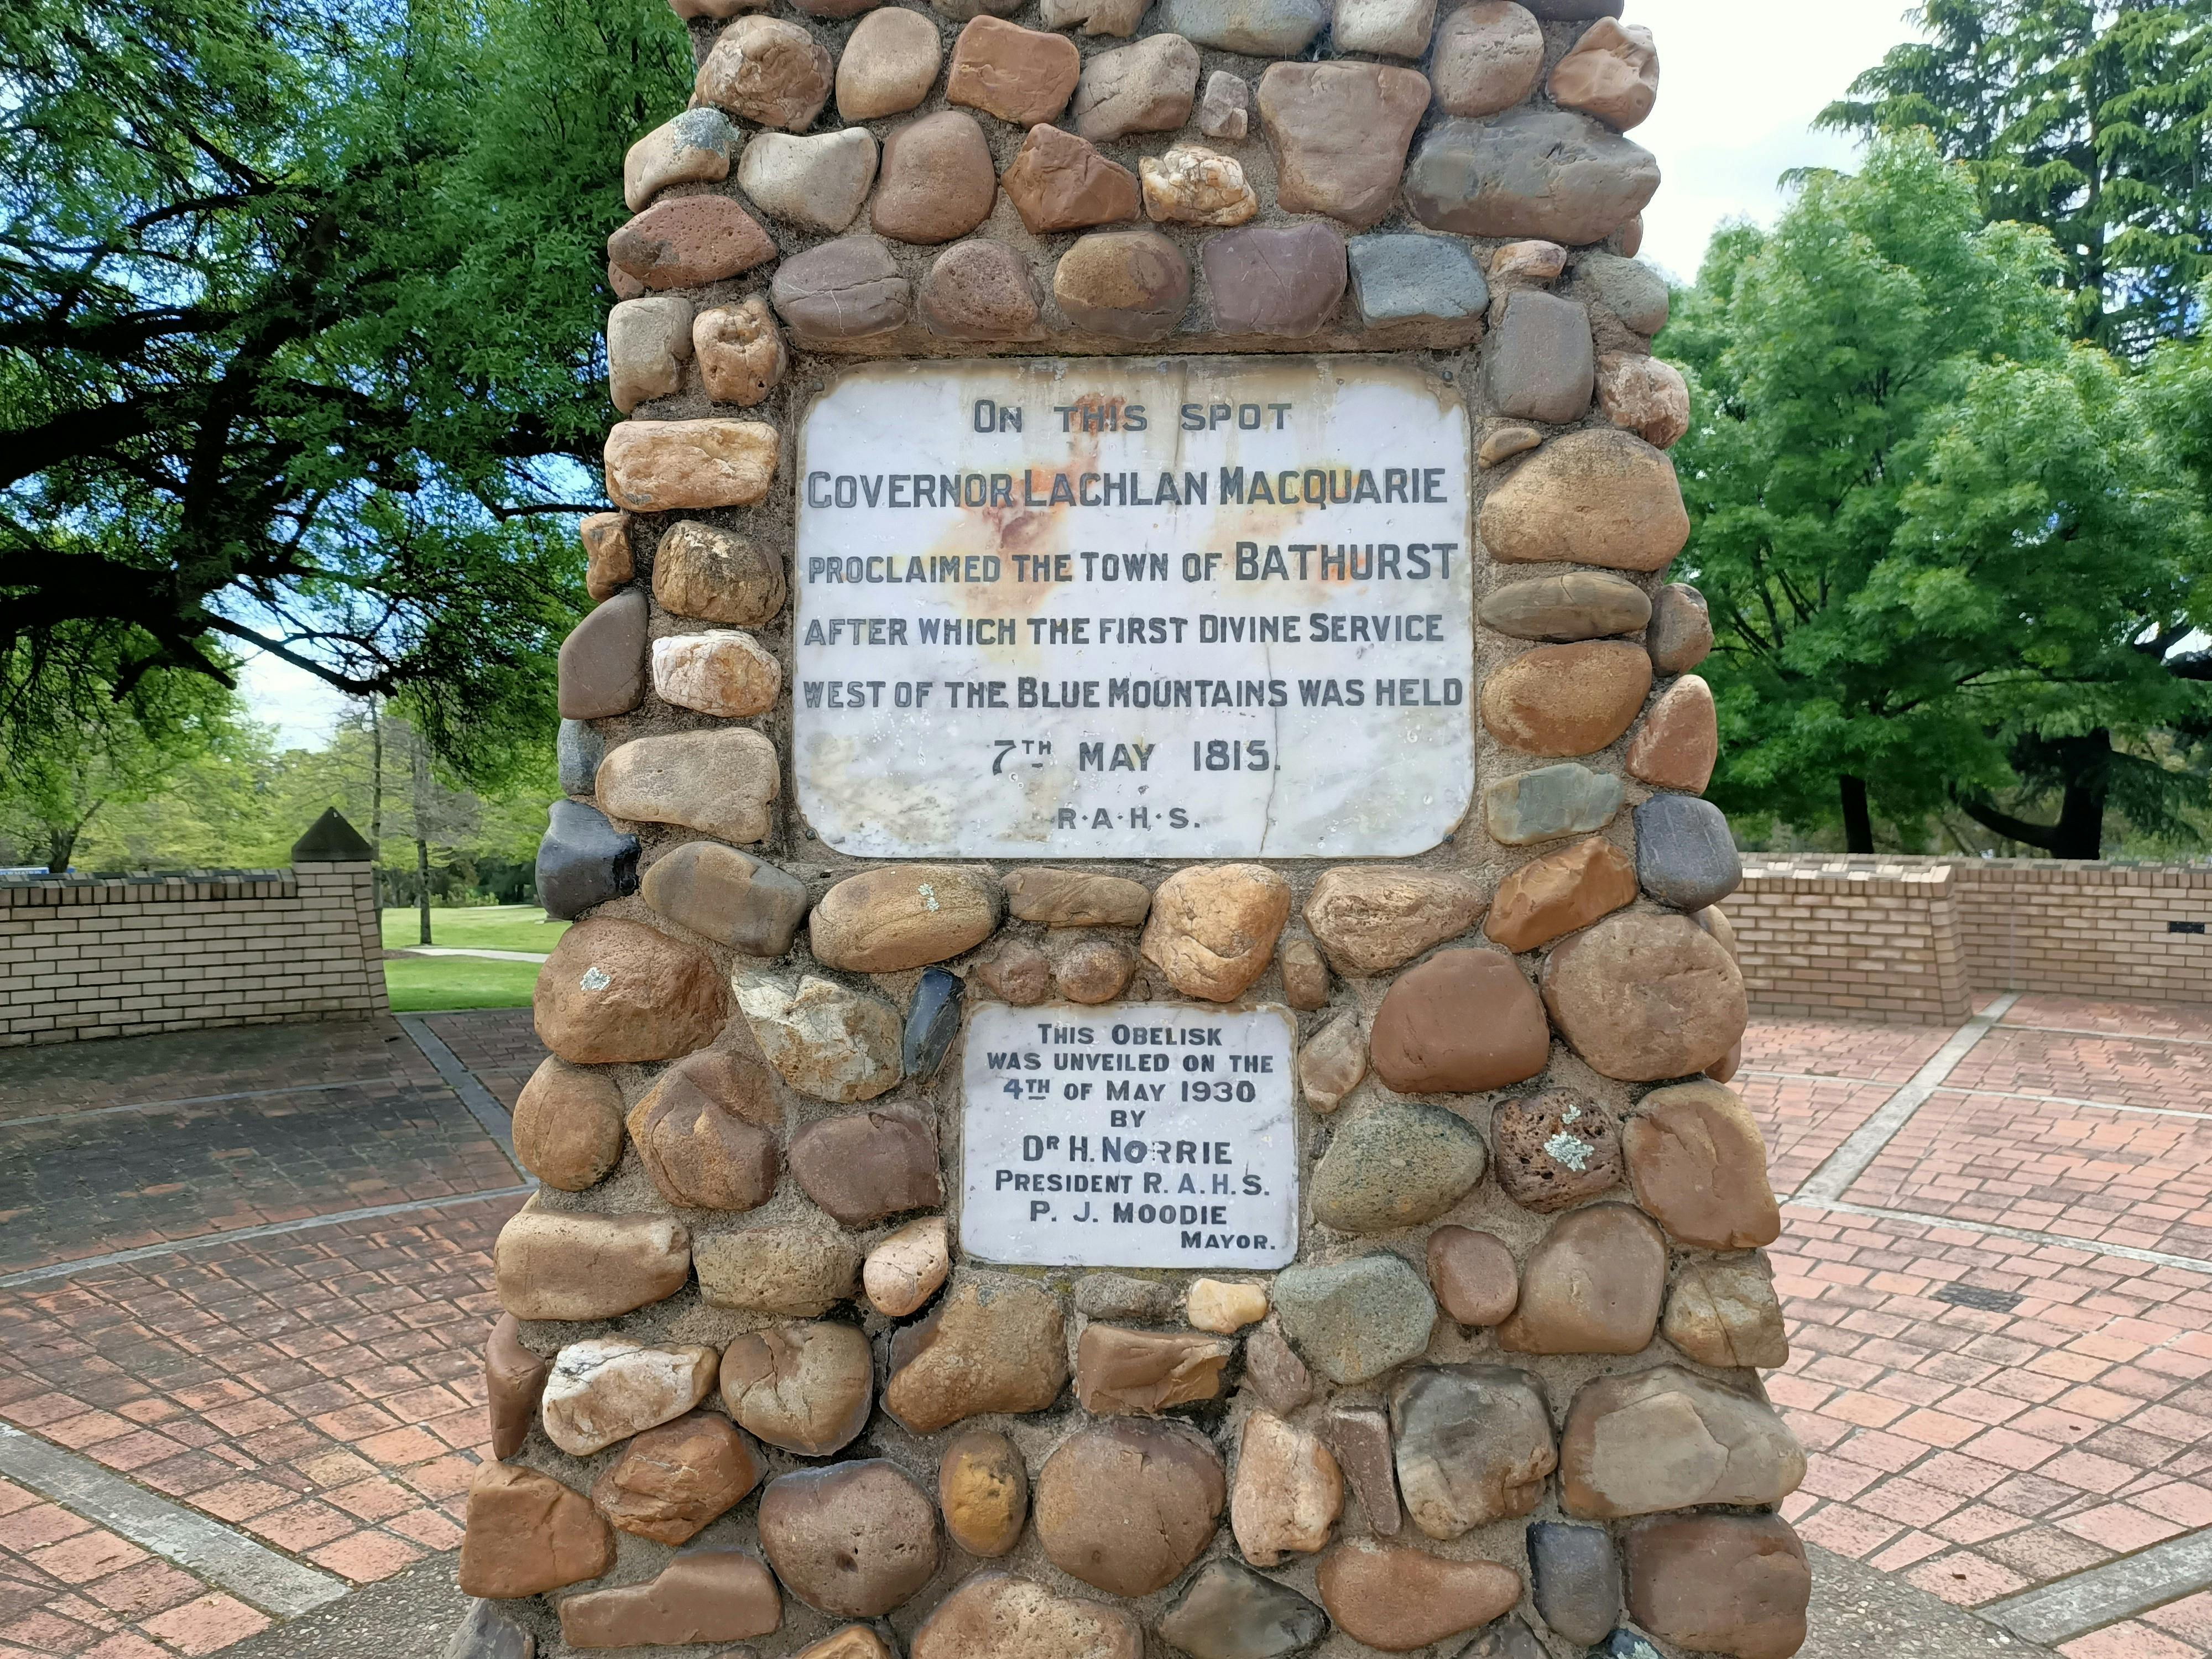 ON THIS SPOT
GOVERNOR LACHLAN MACQUARIE
PROCLAIMED THE TOWN OF BATHURST
AFTER WHICH THE FIRST DIVINE SERVICE
WEST OF THE BLUE MOUNTAINS WAS HELD
7TH MAY 1815.
R·A·H·S.
THIS OBELISK
WAS UNVEILED ON THE
4TH OF MAY 1930
BY
DR H. NORRIE
PRESIDENT R.A.H.S.
P. J. MOODIE
MAYOR.